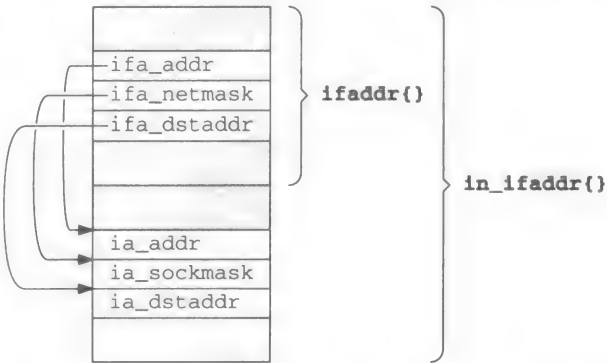 ifa_addr
ifa_netmask
ifaddr{}
ifa_dstaddr
in_ifaddr{}
ia_addr
ia_sockmask
ia_dstaddr